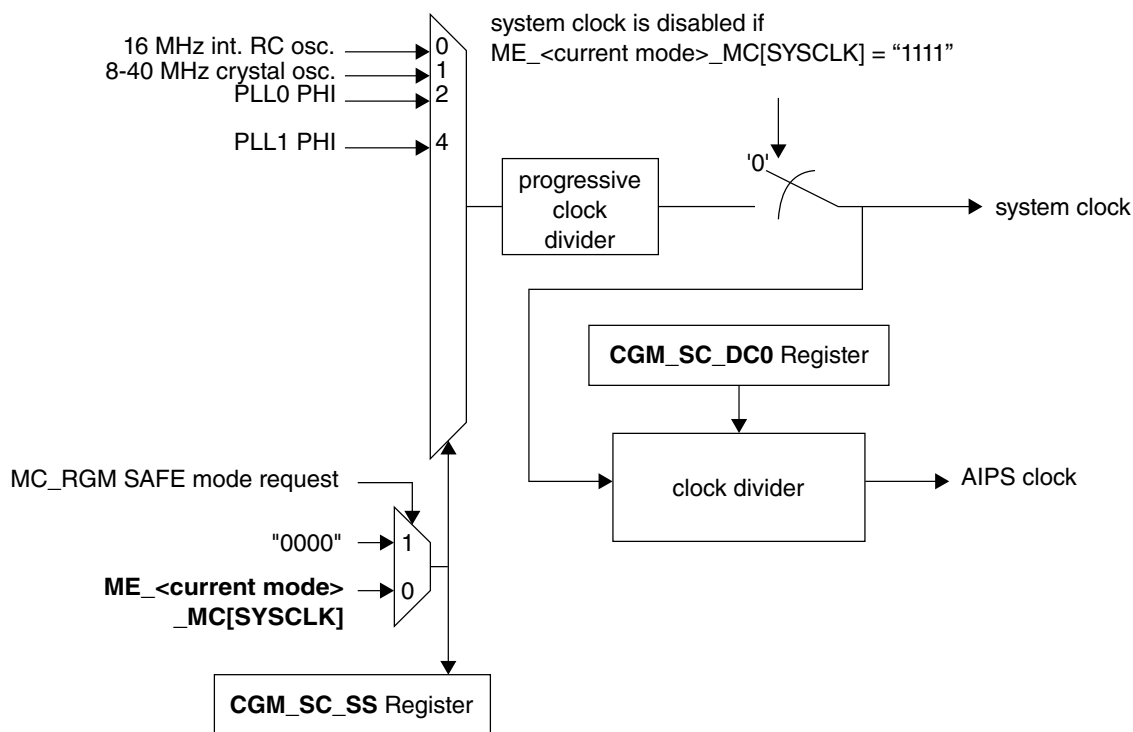 system clock is disabled if
ME_<current mode>_MC[SYSCLK] = “1111”
16 MHz int. RC osc.
0
8-40 MHz crystal osc.
1
PLL0 PHI
2
PLL1 PHI
4
progressive
clock
divider
'0'
system clock
CGM_SC_DC0 Register
clock divider
AIPS clock
MC_RGM SAFE mode request
"0000"
1
ME_<current mode>
_MC[SYSCLK]
0
CGM_SC_SS Register